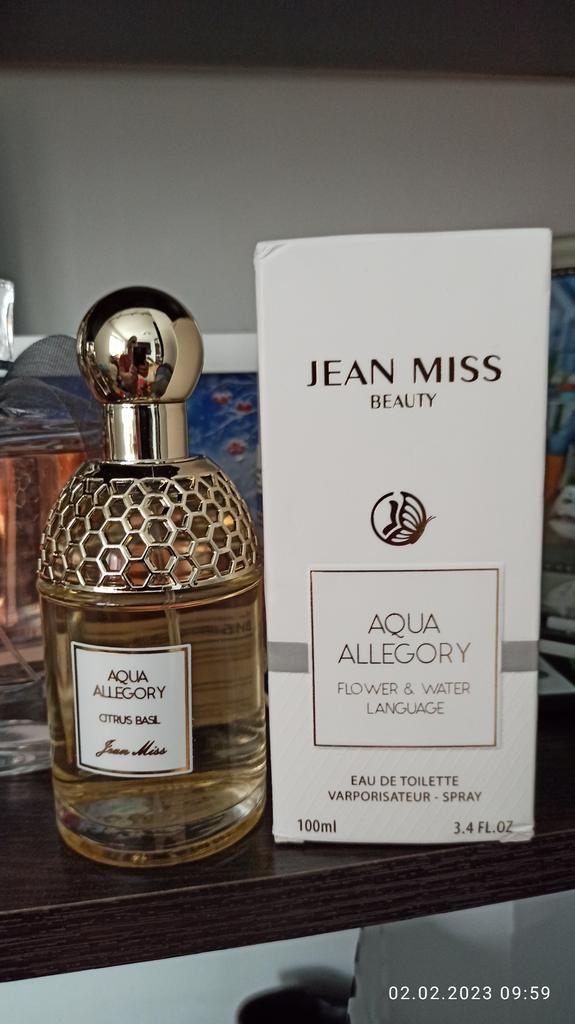 JEAN MISS
BEAUTY
AQUA
ALLEGORY
FLOWER & WATER
LANGUAGE
EAU DE TOILETTE
VARPORISATEUR - SPRAY
100ml 3.4 FL.OZ
AQUA
ALLEGORY
CITRUS BASIL
Jean Miss
02.02.2023 09:59